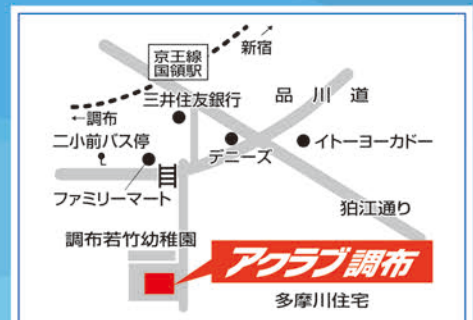 新宿
京王線
国領駅
三井住友銀行
品川道
←調布
二小前バス停
デニーズ
イトーヨーカドー
ファミリーマート
狛江通り
調布若竹幼稚園
アクラブ調布
多摩川住宅